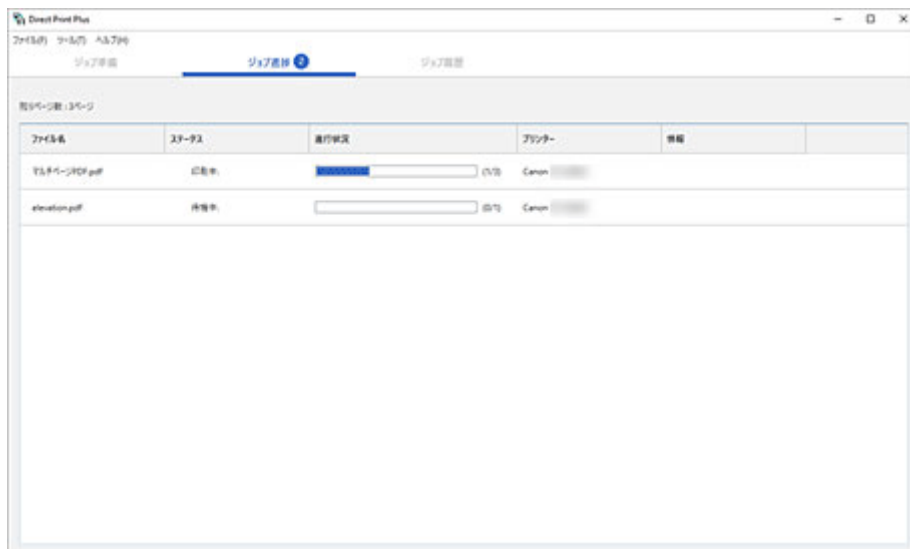 Direct Print Plus
ファイル(F) ツール(T) ヘルプ(H)
ジョブ準備 ジョブ進捗 2 ジョブ履歴
残りページ数 : 3ページ
ファイル名 ステータス 進行状況 プリンター 情報
マルチページPDF.pdf 印刷中. (1/3) Canon
elevation.pdf 待機中. (0/1) Canon